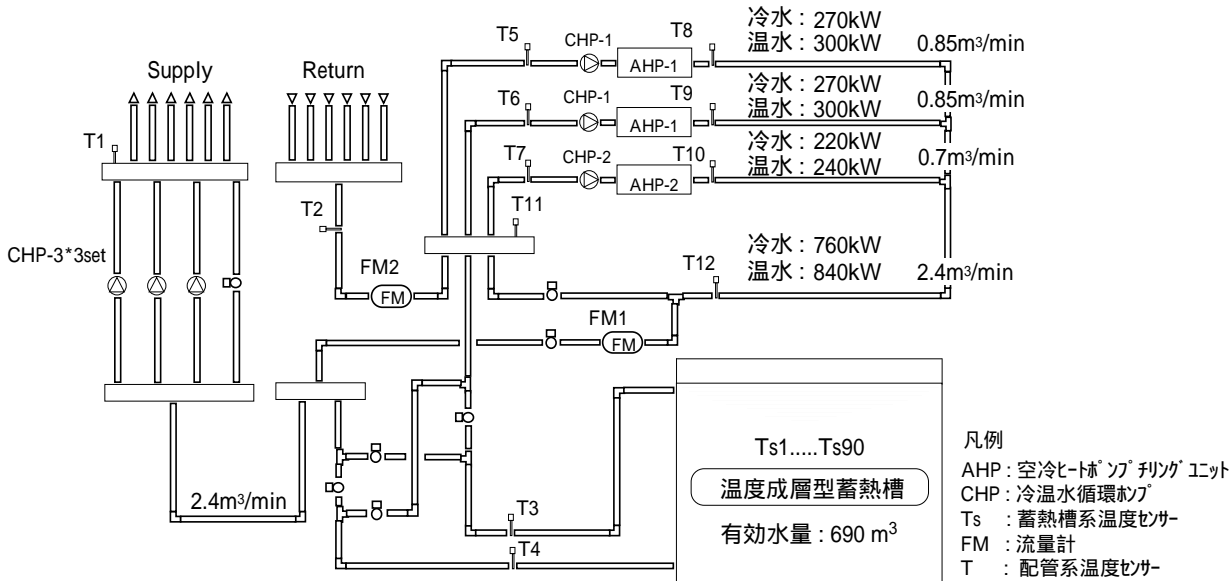 Supply
Return
T1
T2
CHP-3*3set
FM2
FM
2.4m³/min
T5
CHP-1
AHP-1
T8
冷水 : 270kW
温水 : 300kW
0.85m³/min
T6
CHP-1
AHP-1
T9
冷水 : 270kW
温水 : 300kW
0.85m³/min
T7
CHP-2
AHP-2
T10
冷水 : 220kW
温水 : 240kW
0.7m³/min
T11
冷水 : 760kW
温水 : 840kW
2.4m³/min
T12
FM1
FM
T3
T4
Ts1.....Ts90
温度成層型蓄熱槽
有効水量 : 690 m³
凡例
AHP : 空冷ヒートポンプチリングユニット
CHP : 冷温水循環ポンプ
Ts : 蓄熱槽系温度センサー
FM : 流量計
T : 配管系温度センサー